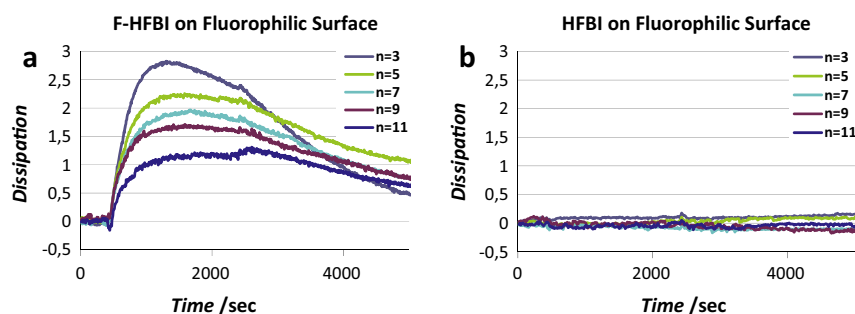 F-HFBI on Fluorophilic Surface
a
3
2,5
2
1,5
1
0,5
0
-0,5
Dissipation
n=3
n=5
n=7
n=9
n=11
0
2000
4000
Time /sec
HFBI on Fluorophilic Surface
b
3
2,5
2
1,5
1
0,5
0
-0,5
Dissipation
n=3
n=5
n=7
n=9
n=11
0
2000
4000
Time /sec